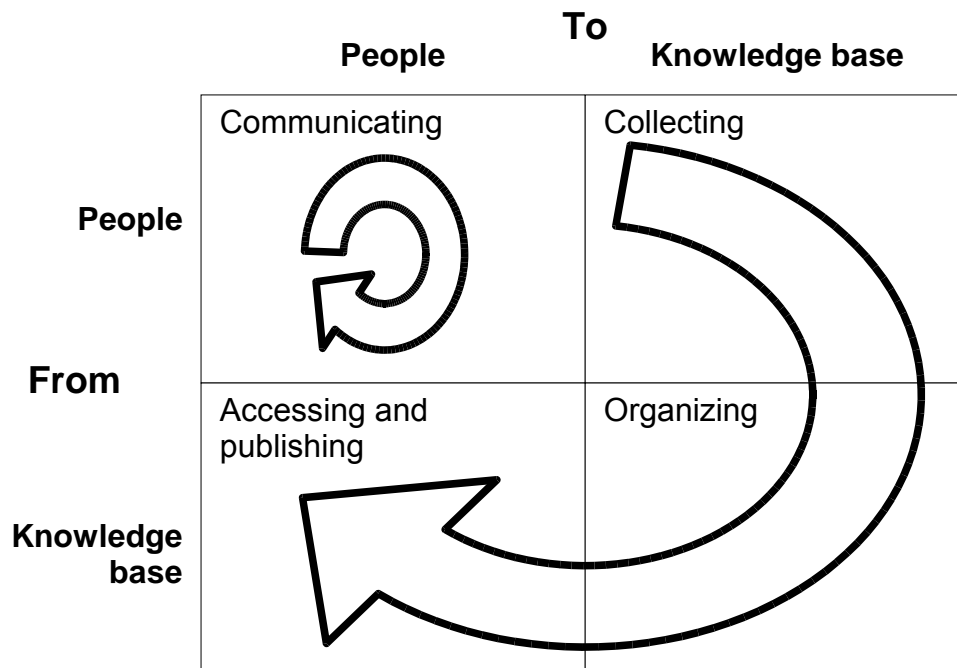 To
People
Knowledge base
Communicating
Collecting
People
From
Accessing and
publishing
Organizing
Knowledge
base